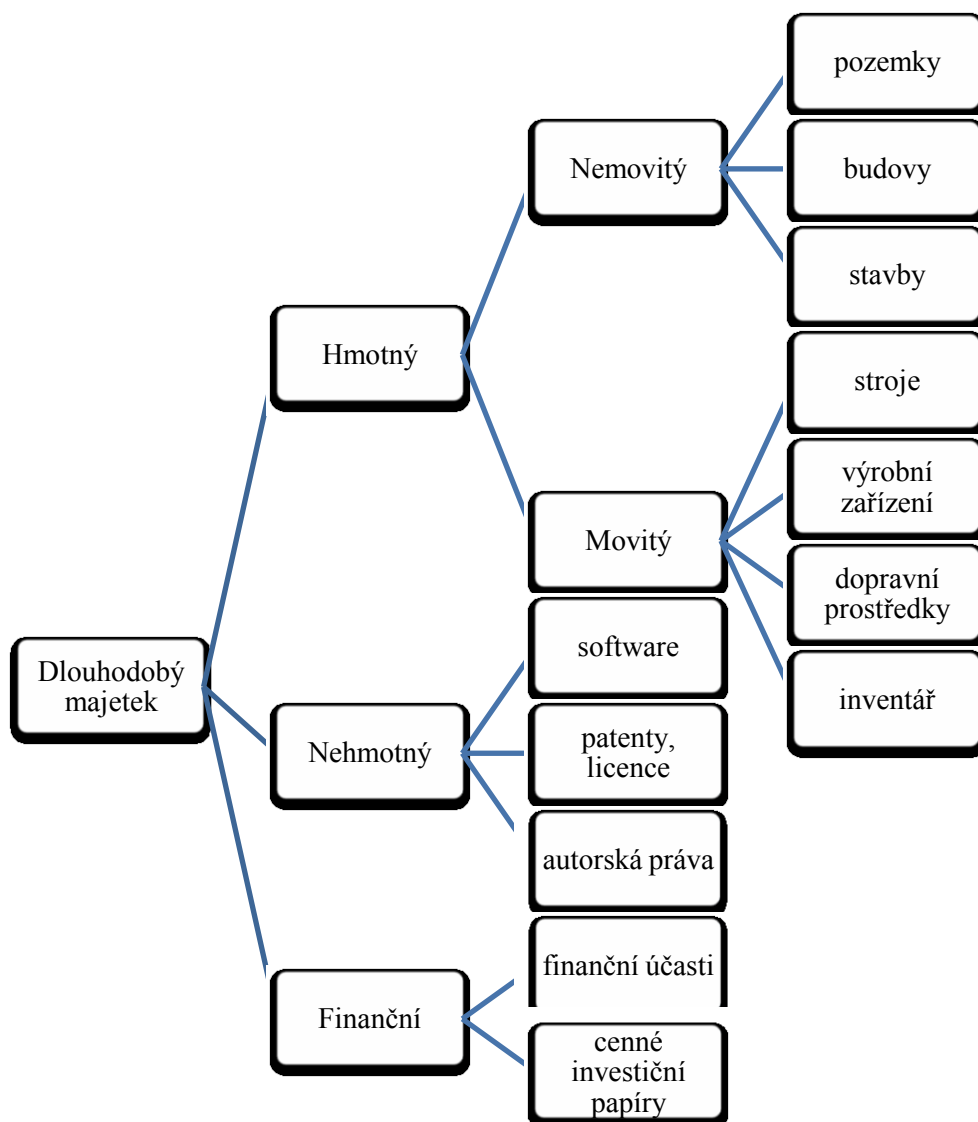 pozemky
Nemovitý
budovy
stavby
Hmotný
stroje
výrobní
zařízení
Movitý
dopravní
prostředky
software
Dlouhodobý
majetek
inventář
Nehmotný
patenty,
licence
autorská práva
finanční účasti
Finanční
cenné
investiční
papíry